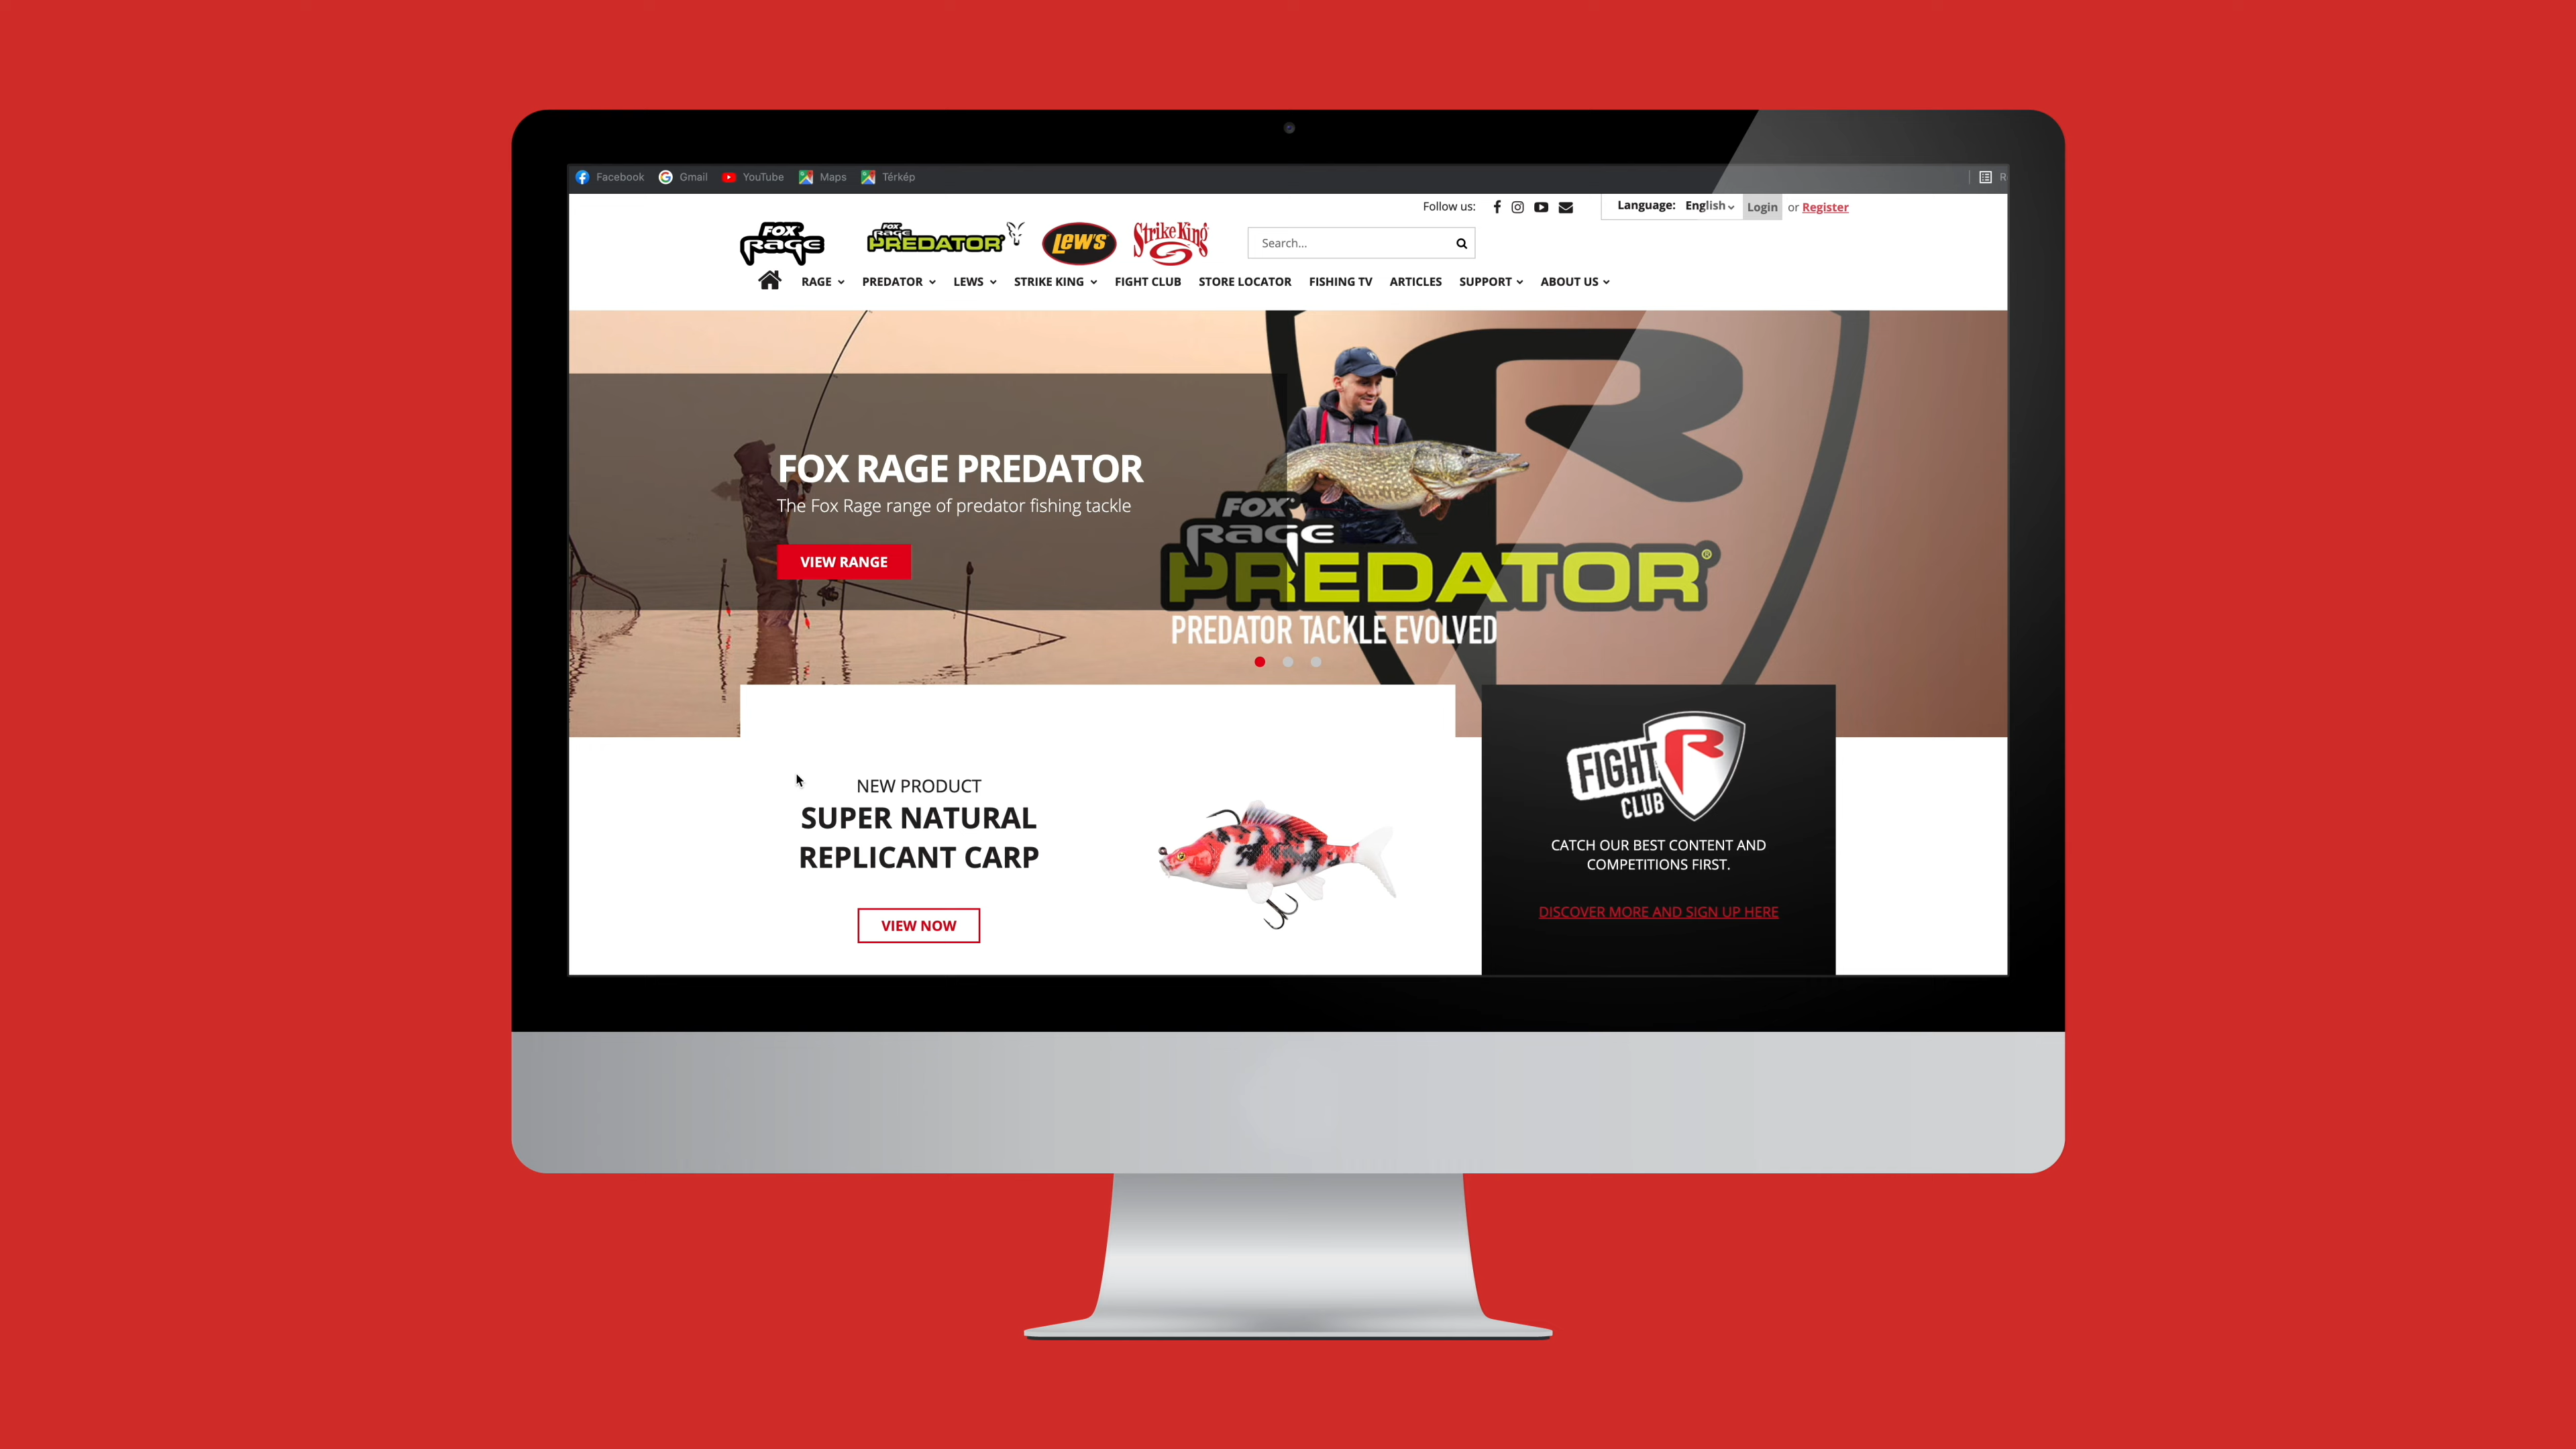 Facebook Gmail YouTube Maps Térkép
Follow us: Language: English Login or Register
FOX
RAGE
FOX
RAGE
PREDATOR
LEW'S
Strike King
Search...
RAGE PREDATOR LEWS STRIKE KING FIGHT CLUB STORE LOCATOR FISHING TV ARTICLES SUPPORT ABOUT US
FOX RAGE PREDATOR
The Fox Rage range of predator fishing tackle
VIEW RANGE
FOX
RAGE
PREDATOR®
PREDATOR TACKLE EVOLVED
NEW PRODUCT
SUPER NATURAL
REPLICANT CARP
VIEW NOW
FIGHT
CLUB
R
CATCH OUR BEST CONTENT AND
COMPETITIONS FIRST.
DISCOVER MORE AND SIGN UP HERE